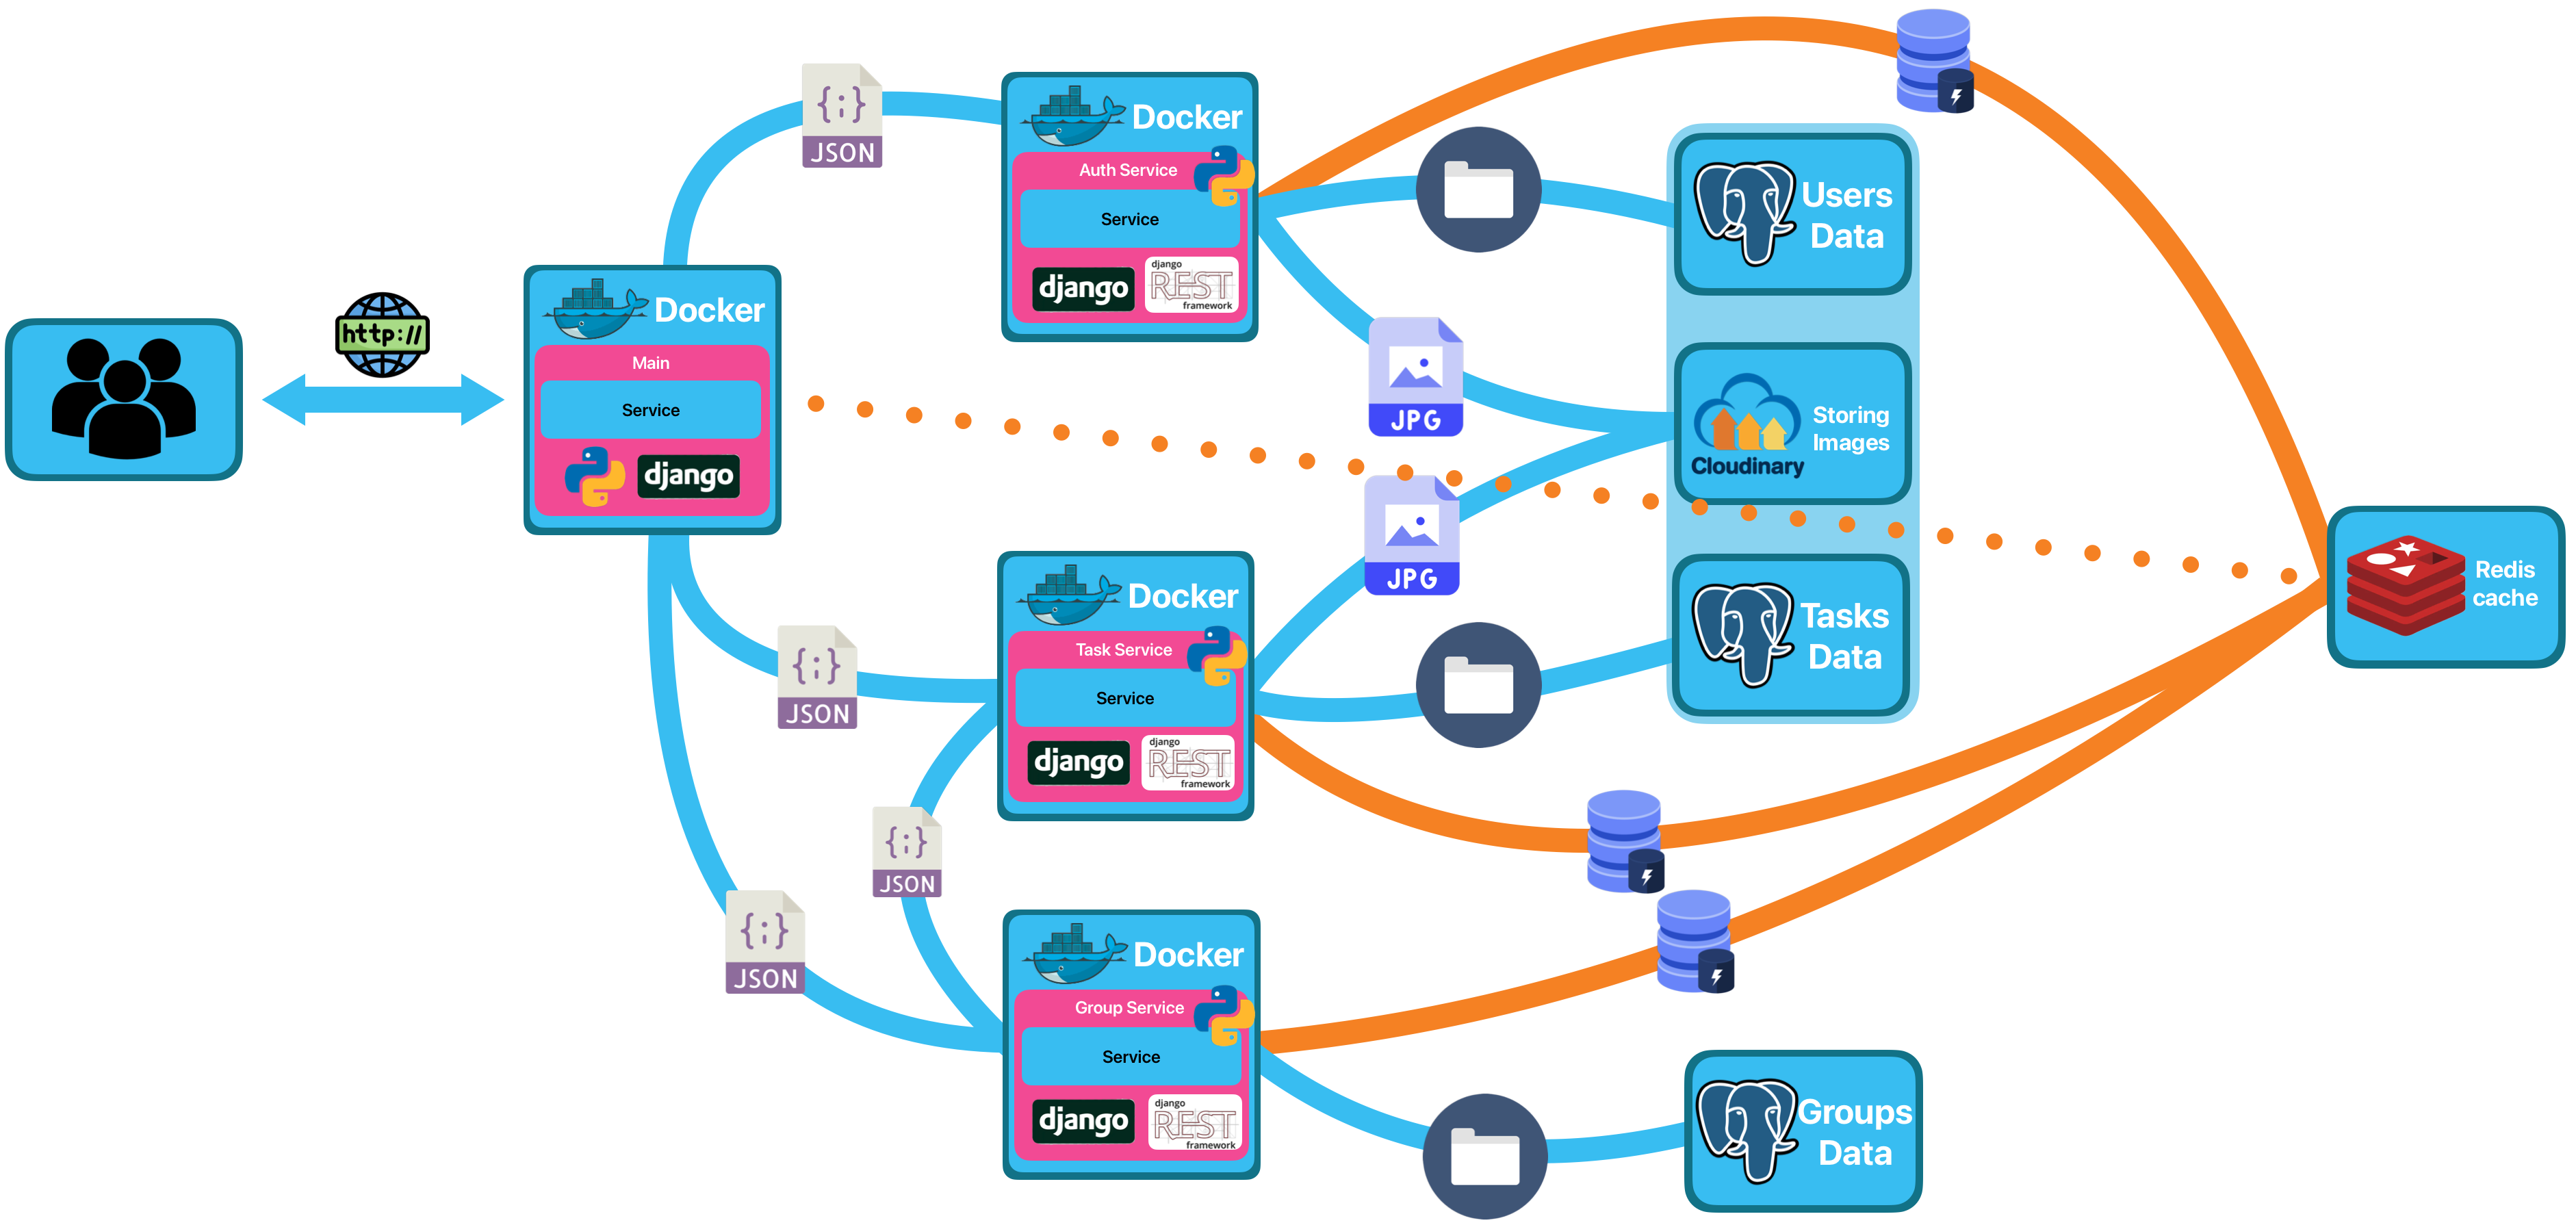 http://
Docker
Main
Service
django
{;}
JSON
Docker
Auth Service
Service
django
django
REST
framework
{;}
JSON
Docker
Task Service
Service
django
django
REST
framework
{;}
JSON
{;}
JSON
Docker
Group Service
Service
django
django
REST
framework
JPG
JPG
Users
Data
Cloudinary
Storing
Images
Tasks
Data
Groups
Data
Redis
cache